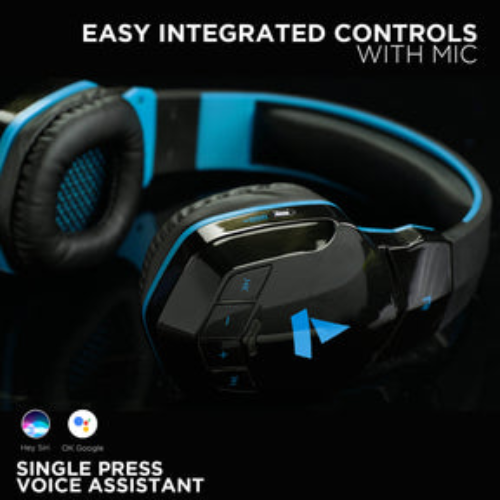 EASY INTEGRATED CONTROLS
WITH MIC
Hey Siri
OK Google
SINGLE PRESS
VOICE ASSISTANT